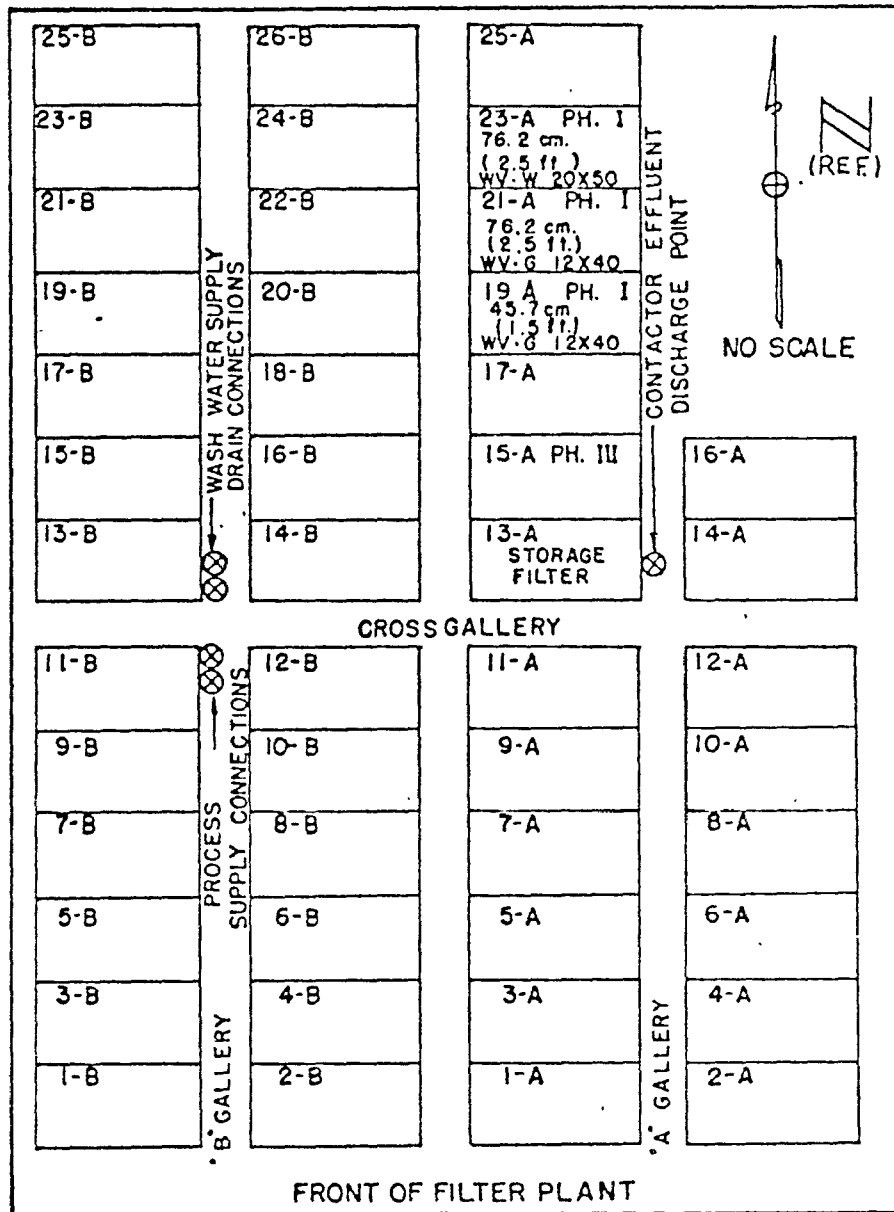 25-B
26-B
25-A
23-B
24-B
23-A PH. I
76.2 cm.
(2.5 ft.)
WV·W 20X50
21-B
22-B
21-A PH. I
76.2 cm.
(2.5 ft.)
WV·G 12X40
19-B
20-B
19 A PH. I
45.7 cm
(1.5 ft.)
WV·G 12X40
17-B
18-B
17-A
15-B
16-B
15-A PH. III
16-A
13-B
14-B
13-A
STORAGE
FILTER
14-A
WASH WATER SUPPLY
DRAIN CONNECTIONS
CONTACTOR EFFLUENT
DISCHARGE POINT
N
(REF.)
NO SCALE
CROSS GALLERY
11-B
12-B
11-A
12-A
9-B
10-B
9-A
10-A
7-B
8-B
7-A
8-A
5-B
6-B
5-A
6-A
3-B
4-B
3-A
4-A
1-B
2-B
1-A
2-A
PROCESS
SUPPLY CONNECTIONS
"B" GALLERY
"A" GALLERY
FRONT OF FILTER PLANT